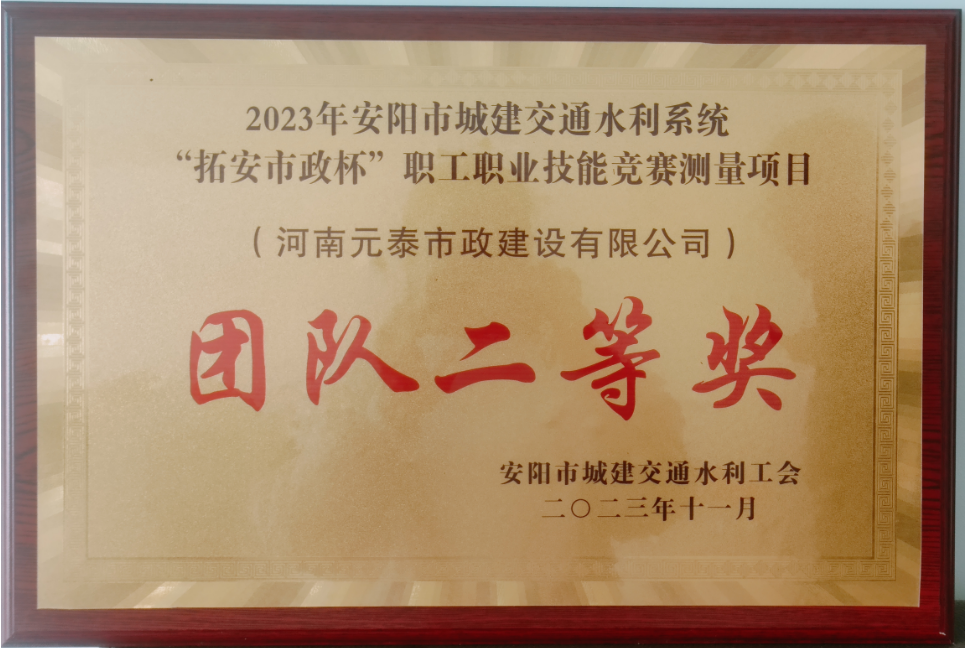 2023年安阳市城建交通水利系统
“拓安市政杯”职工职业技能竞赛测量项目
（河南元泰市政建设有限公司）
团队二等奖
安阳市城建交通水利工会
二〇二三年十一月